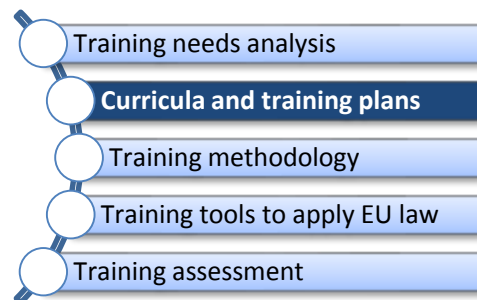 Training needs analysis
Curricula and training plans
Training methodology
Training tools to apply EU law
Training assessment